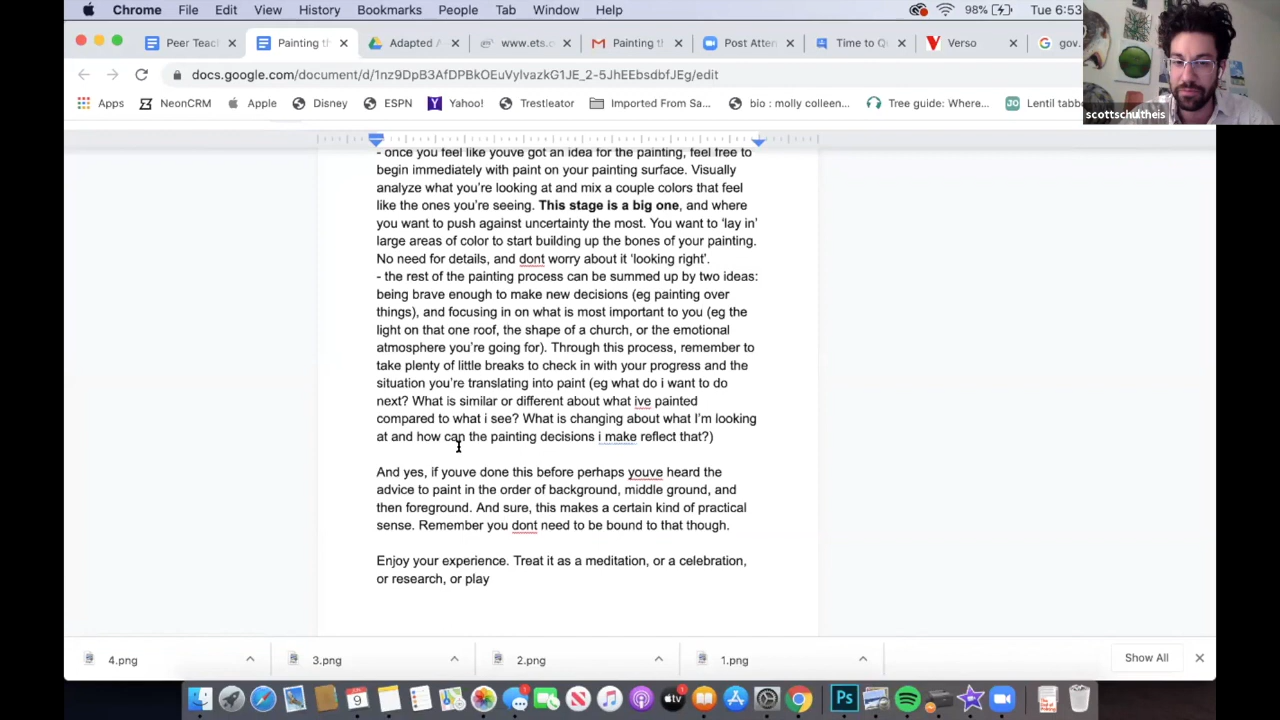 Chrome File Edit View History Bookmarks People Tab Window Help 98% Tue 6:53
Peer Teac Painting th Adapted A www.ets.c Painting th Post Atten Time to Q Verso gov.
docs.google.com/document/d/1nz9DpB3AfDPBkOEuVylvazkG1JE_2-5JhEEbsdbfJEg/edit
Apps NeonCRM Apple Disney ESPN Yahoo! Trestleator Imported From Sa... bio : molly colleen... Tree guide: Where... JO Lentil tabb
scottschultheis
- once you feel like youve got an idea for the painting, feel free to
begin immediately with paint on your painting surface. Visually
analyze what you're looking at and mix a couple colors that feel
like the ones you're seeing. This stage is a big one, and where
you want to push against uncertainty the most. You want to 'lay in'
large areas of color to start building up the bones of your painting.
No need for details, and dont worry about it 'looking right'.
- the rest of the painting process can be summed up by two ideas:
being brave enough to make new decisions (eg painting over
things), and focusing in on what is most important to you (eg the
light on that one roof, the shape of a church, or the emotional
atmosphere you're going for). Through this process, remember to
take plenty of little breaks to check in with your progress and the
situation you're translating into paint (eg what do i want to do
next? What is similar or different about what ive painted
compared to what i see? What is changing about what I'm looking
at and how can the painting decisions i make reflect that?)
And yes, if youve done this before perhaps youve heard the
advice to paint in the order of background, middle ground, and
then foreground. And sure, this makes a certain kind of practical
sense. Remember you dont need to be bound to that though.
Enjoy your experience. Treat it as a meditation, or a celebration,
or research, or play
4.png 3.png 2.png 1.png Show All
9 tv Ps